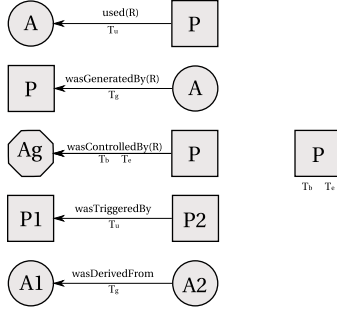 used(R)
A P
Tu
wasGeneratedBy(R)
P A
Tg
wasControlledBy(R)
Ag P P
Tb Te Tb Te
wasTriggeredBy
P1 P2
Tu
wasDerivedFrom
A1 A2
Tg